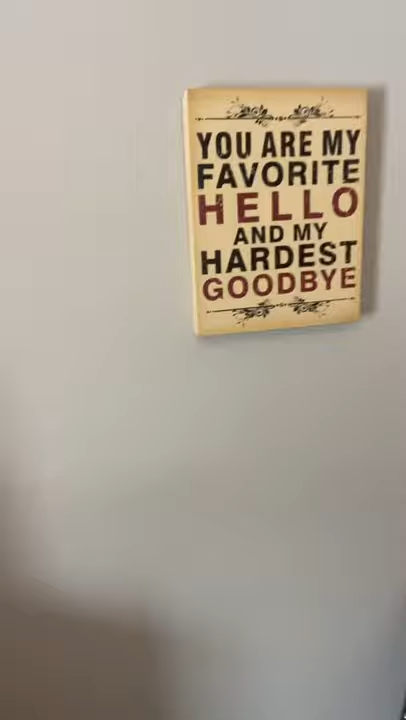 YOU ARE MY
FAVORITE
HELLO
AND MY
HARDEST
GOODBYE